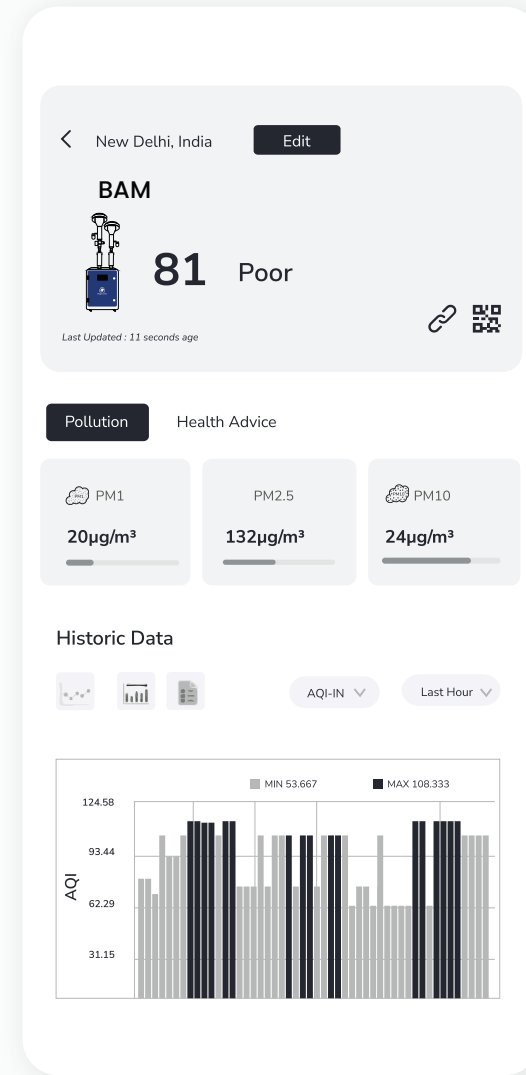 New Delhi, India
Edit
BAM
81 Poor
Last Updated : 11 seconds age
Pollution
Health Advice
PM1
PM2.5
PM10
20µg/m³
132µg/m³
24µg/m³
Historic Data
AQI-IN
Last Hour
MIN 53.667
MAX 108.333
124.58
93.44
AQI
62.29
31.15